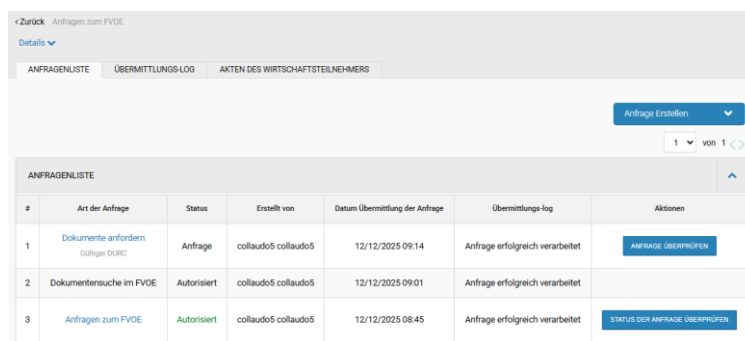 ‹Zurück Anfragen zum FVOE
Details
ANFRAGENLISTE ÜBERMITTLUNGS-LOG AKTEN DES WIRTSCHAFTSTEILNEHMERS
Anfrage Erstellen
1 von 1 < >
ANFRAGENLISTE
# Art der Anfrage Status Erstellt von Datum Übermittlung der Anfrage Übermittlungs-log Aktionen
1 Dokumente anfordern Anfrage collaudo5 collaudo5 12/12/2025 09:14 Anfrage erfolgreich verarbeitet ANFRAGE ÜBERPRÜFEN
Gültiger DURC
2 Dokumentensuche im FVOE Autorisiert collaudo5 collaudo5 12/12/2025 09:01 Anfrage erfolgreich verarbeitet
3 Anfragen zum FVOE Autorisiert collaudo5 collaudo5 12/12/2025 08:45 Anfrage erfolgreich verarbeitet STATUS DER ANFRAGE ÜBERPRÜFEN